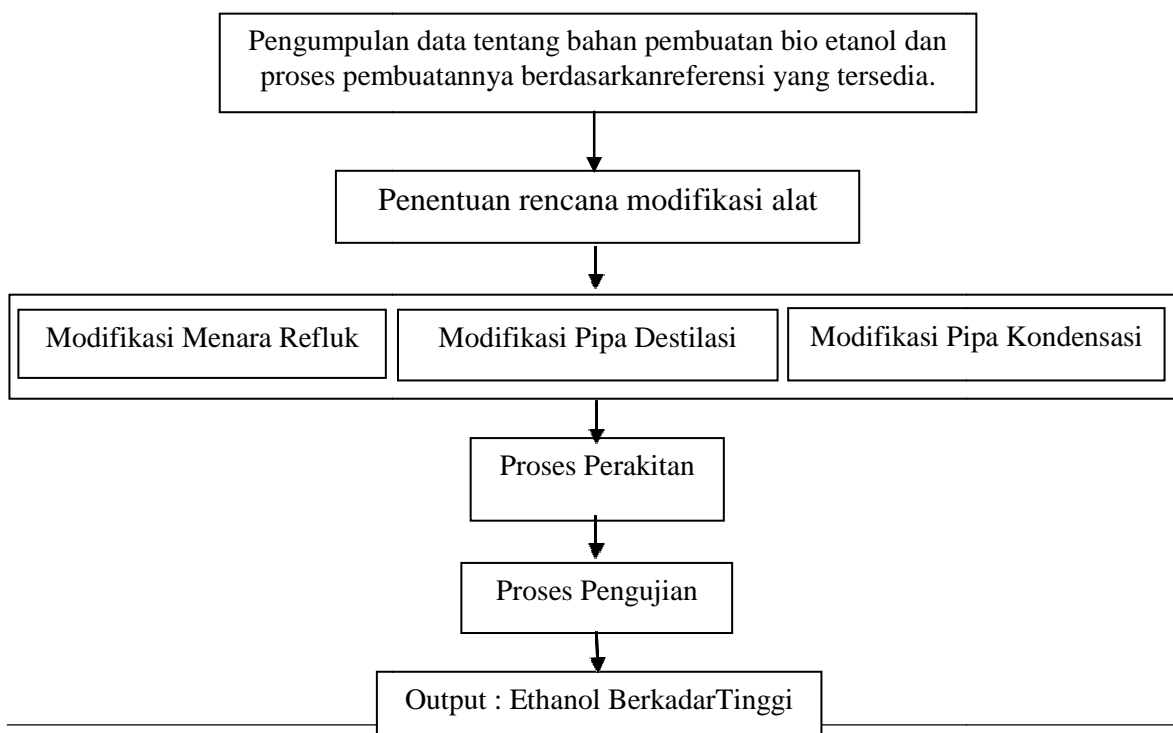 Pengumpulan data tentang bahan pembuatan bio etanol dan
proses pembuatannya berdasarkanreferensi yang tersedia.
Penentuan rencana modifikasi alat
Modifikasi Menara Refluk
Modifikasi Pipa Destilasi
Modifikasi Pipa Kondensasi
Proses Perakitan
Proses Pengujian
Output : Ethanol BerkadarTinggi